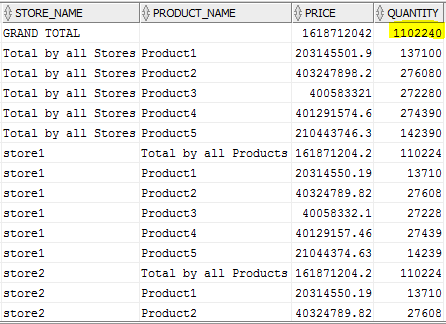 STORE_NAME PRODUCT_NAME PRICE QUANTITY
GRAND TOTAL 1618712042 1102240
Total by all Stores Product1 203145501.9 137100
Total by all Stores Product2 403247898.2 276080
Total by all Stores Product3 400583321 272280
Total by all Stores Product4 401291574.6 274390
Total by all Stores Product5 210443746.3 142390
store1 Total by all Products 161871204.2 110224
store1 Product1 20314550.19 13710
store1 Product2 40324789.82 27608
store1 Product3 40058332.1 27228
store1 Product4 40129157.46 27439
store1 Product5 21044374.63 14239
store2 Total by all Products 161871204.2 110224
store2 Product1 20314550.19 13710
store2 Product2 40324789.82 27608